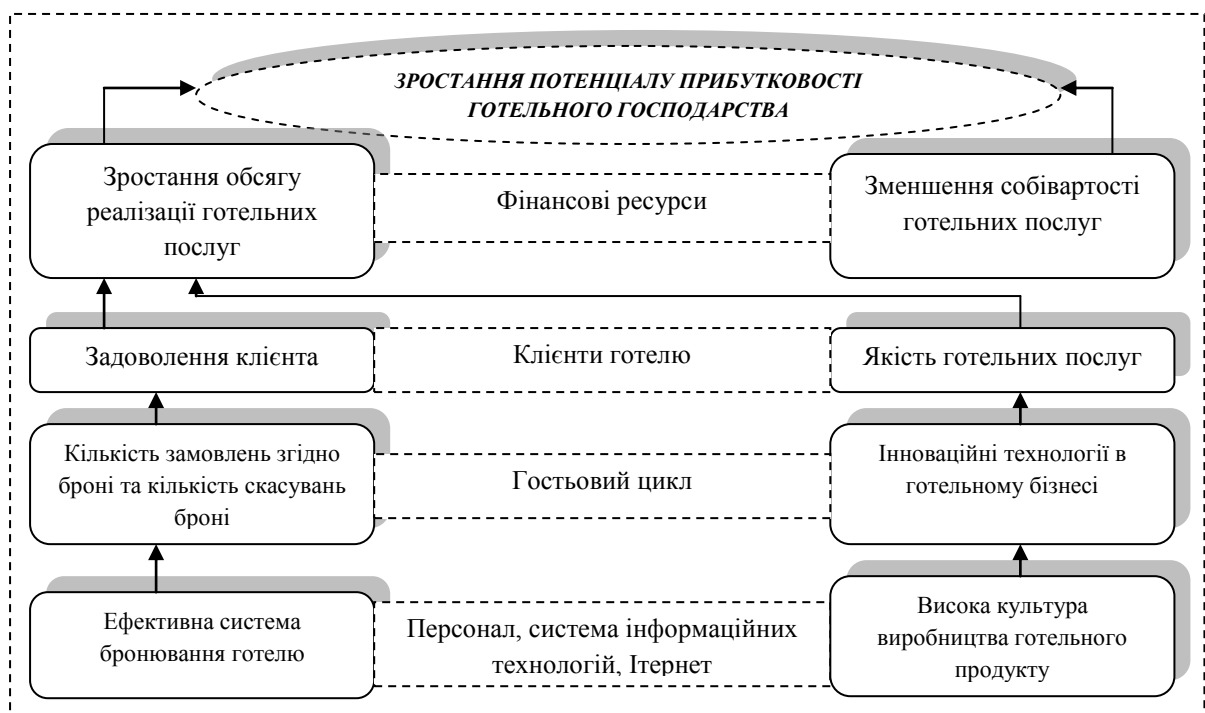 ЗРОСТАННЯ ПОТЕНЦІАЛУ ПРИБУТКОВОСТІ
ГОТЕЛЬНОГО ГОСПОДАРСТВА
Зростання обсягу
реалізації готельних
послуг
Фінансові ресурси
Зменшення собівартості
готельних послуг
Задоволення клієнта
Клієнти готелю
Якість готельних послуг
Кількість замовлень згідно
броні та кількість скасувань
броні
Гостьовий цикл
Інноваційні технології в
готельному бізнесі
Ефективна система
бронювання готелю
Персонал, система інформаційних
технологій, Ітернет
Висока культура
виробництва готельного
продукту